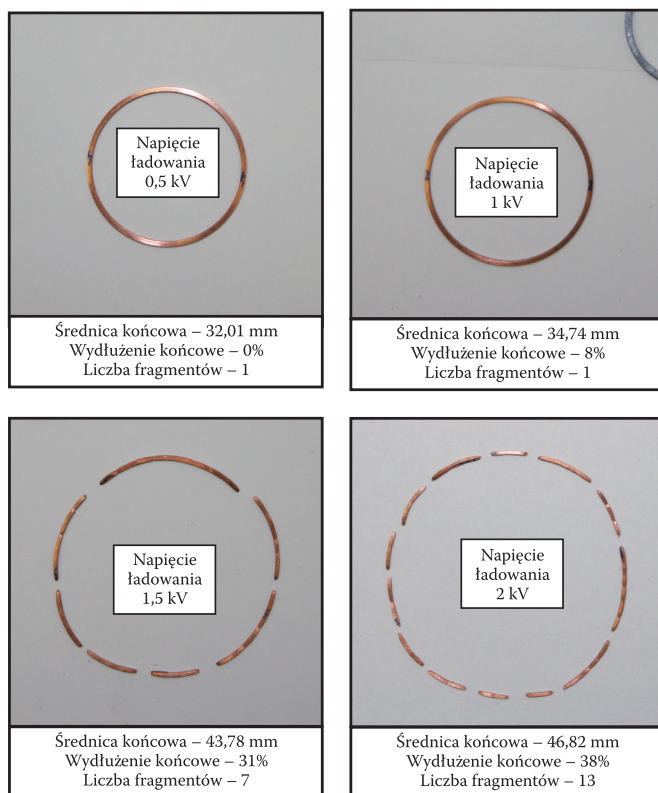 Napięcie
ładowania
0,5 kV
Średnica końcowa – 32,01 mm
Wydłużenie końcowe – 0%
Liczba fragmentów – 1
Napięcie
ładowania
1 kV
Średnica końcowa – 34,74 mm
Wydłużenie końcowe – 8%
Liczba fragmentów – 1
Napięcie
ładowania
1,5 kV
Średnica końcowa – 43,78 mm
Wydłużenie końcowe – 31%
Liczba fragmentów – 7
Napięcie
ładowania
2 kV
Średnica końcowa – 46,82 mm
Wydłużenie końcowe – 38%
Liczba fragmentów – 13